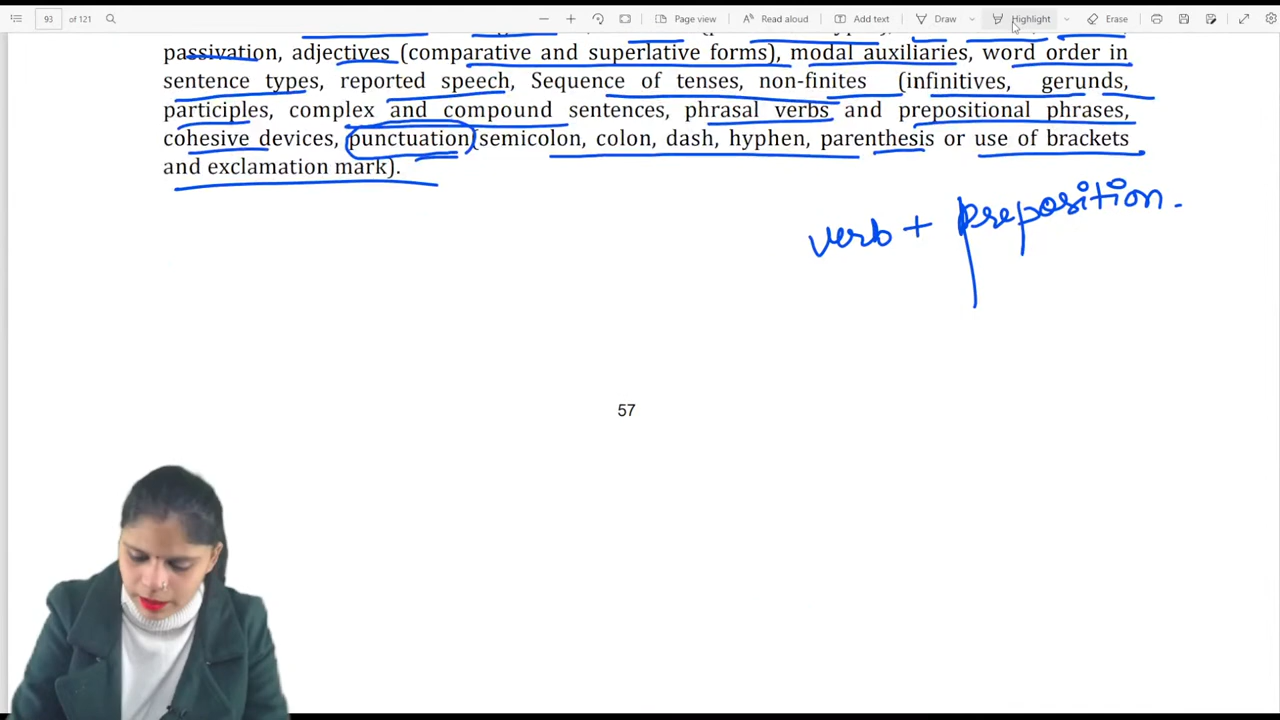 93 of 121 Page view Read aloud Add text Draw Highlight Erase
passivation, adjectives (comparative and superlative forms), modal auxiliaries, word order in
sentence types, reported speech, Sequence of tenses, non-finites (infinitives, gerunds,
participles, complex and compound sentences, phrasal verbs and prepositional phrases,
cohesive devices, punctuation (semicolon, colon, dash, hyphen, parenthesis or use of brackets
and exclamation mark).
verb + preposition.
57